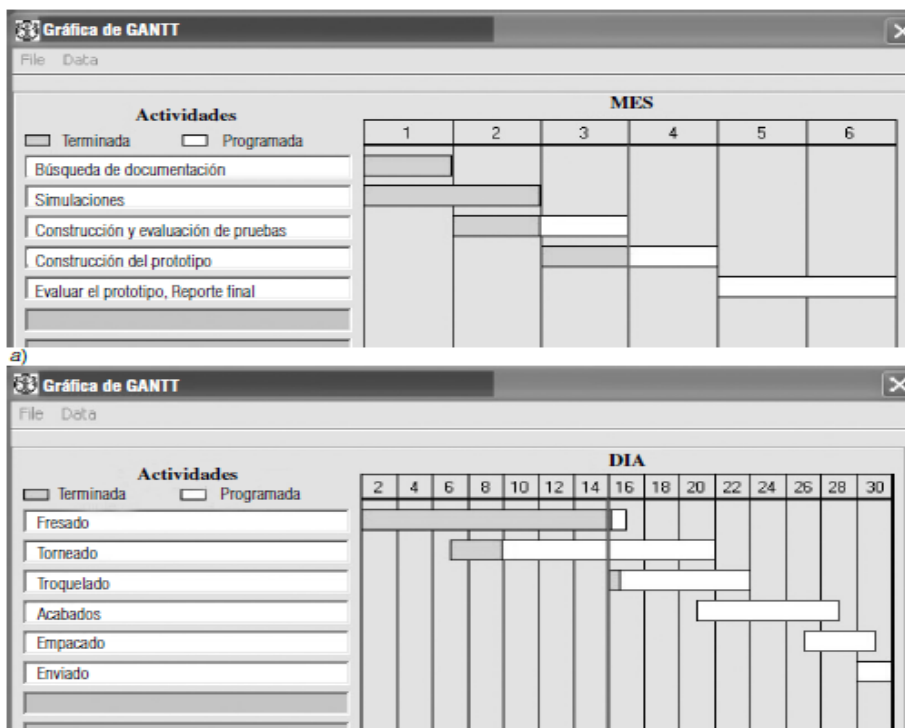 Gráfica de GANTT
File Data
Actividades
MES
Terminada Programada
1 2 3 4 5 6
Búsqueda de documentación
Simulaciones
Construcción y evaluación de pruebas
Construcción del prototipo
Evaluar el prototipo, Reporte final
a)
Gráfica de GANTT
File Data
Actividades
DIA
Terminada Programada
2 4 6 8 10 12 14 16 18 20 22 24 26 28 30
Fresado
Torneado
Troquelado
Acabados
Empacado
Enviado